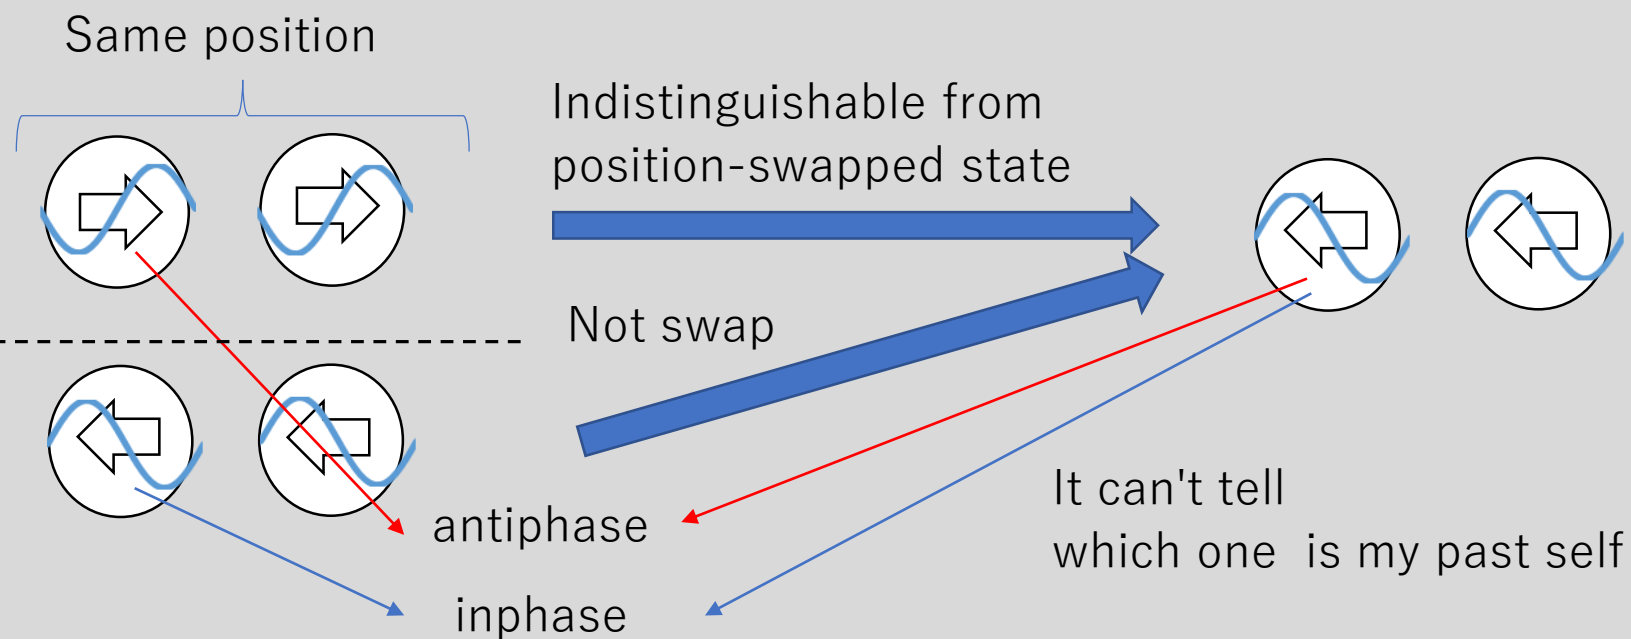 Same position
Indistinguishable from
position-swapped state
Not swap
antiphase
inphase
It can't tell
which one  is my past self